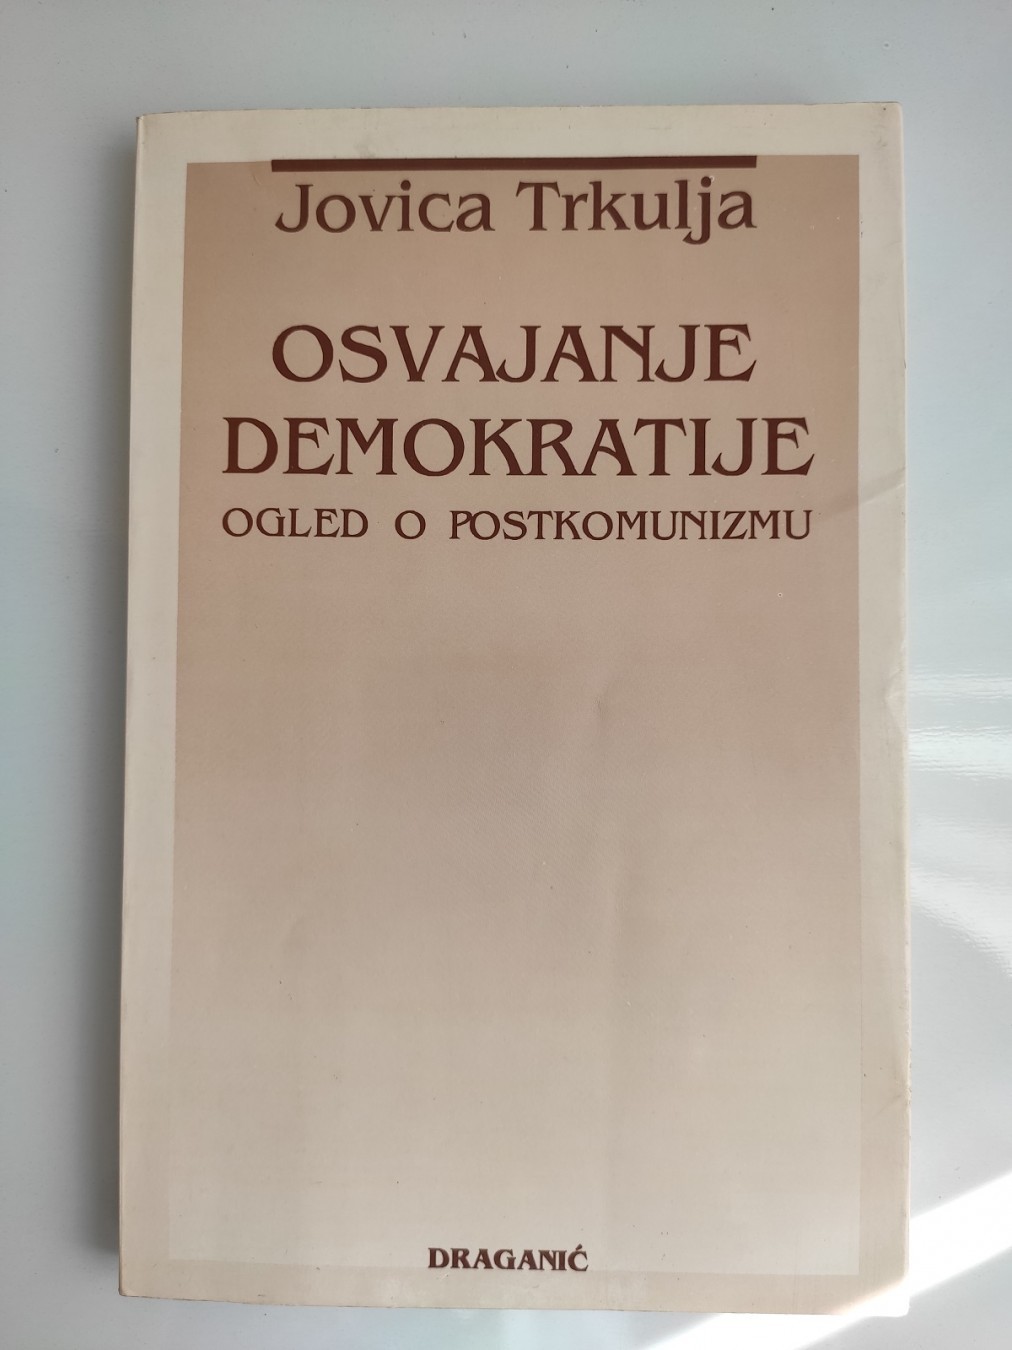 Jovica Trkulja
OSVAJANJE
DEMOKRATIJE
OGLED O POSTKOMUNIZMU
DRAGANIĆ